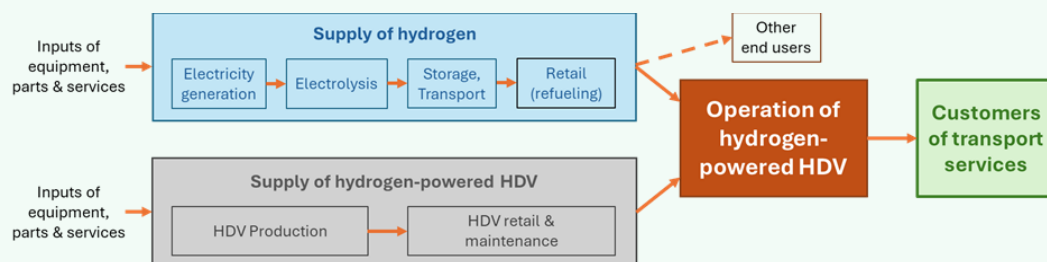 Inputs of
equipment,
parts & services
Supply of hydrogen
Electricity
generation
Electrolysis
Storage,
Transport
Retail
(refueling)
Other
end users
Operation of
hydrogen-
powered HDV
Customers
of transport
services
Inputs of
equipment,
parts & services
Supply of hydrogen-powered HDV
HDV Production
HDV retail &
maintenance